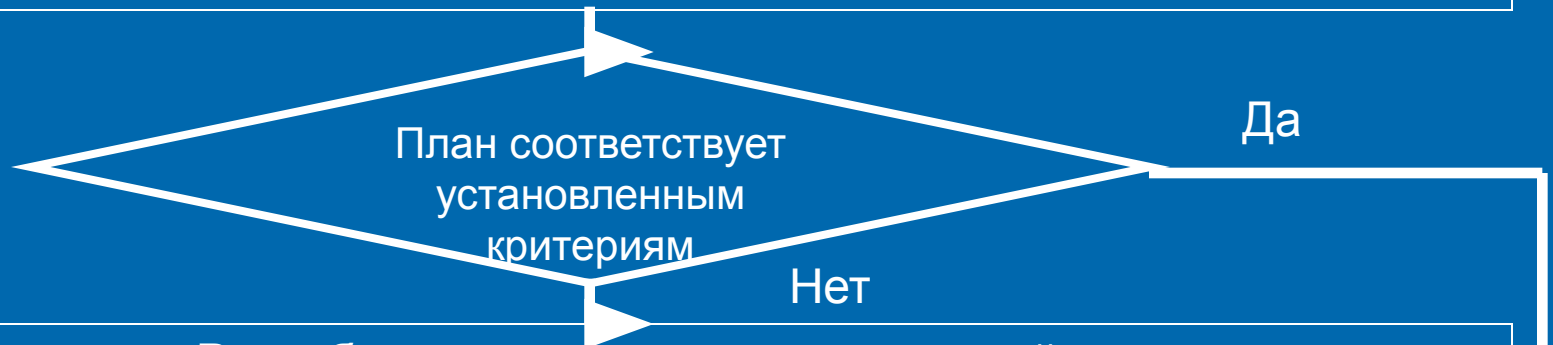 План соответствует
Да
установленным
критериям
Нет